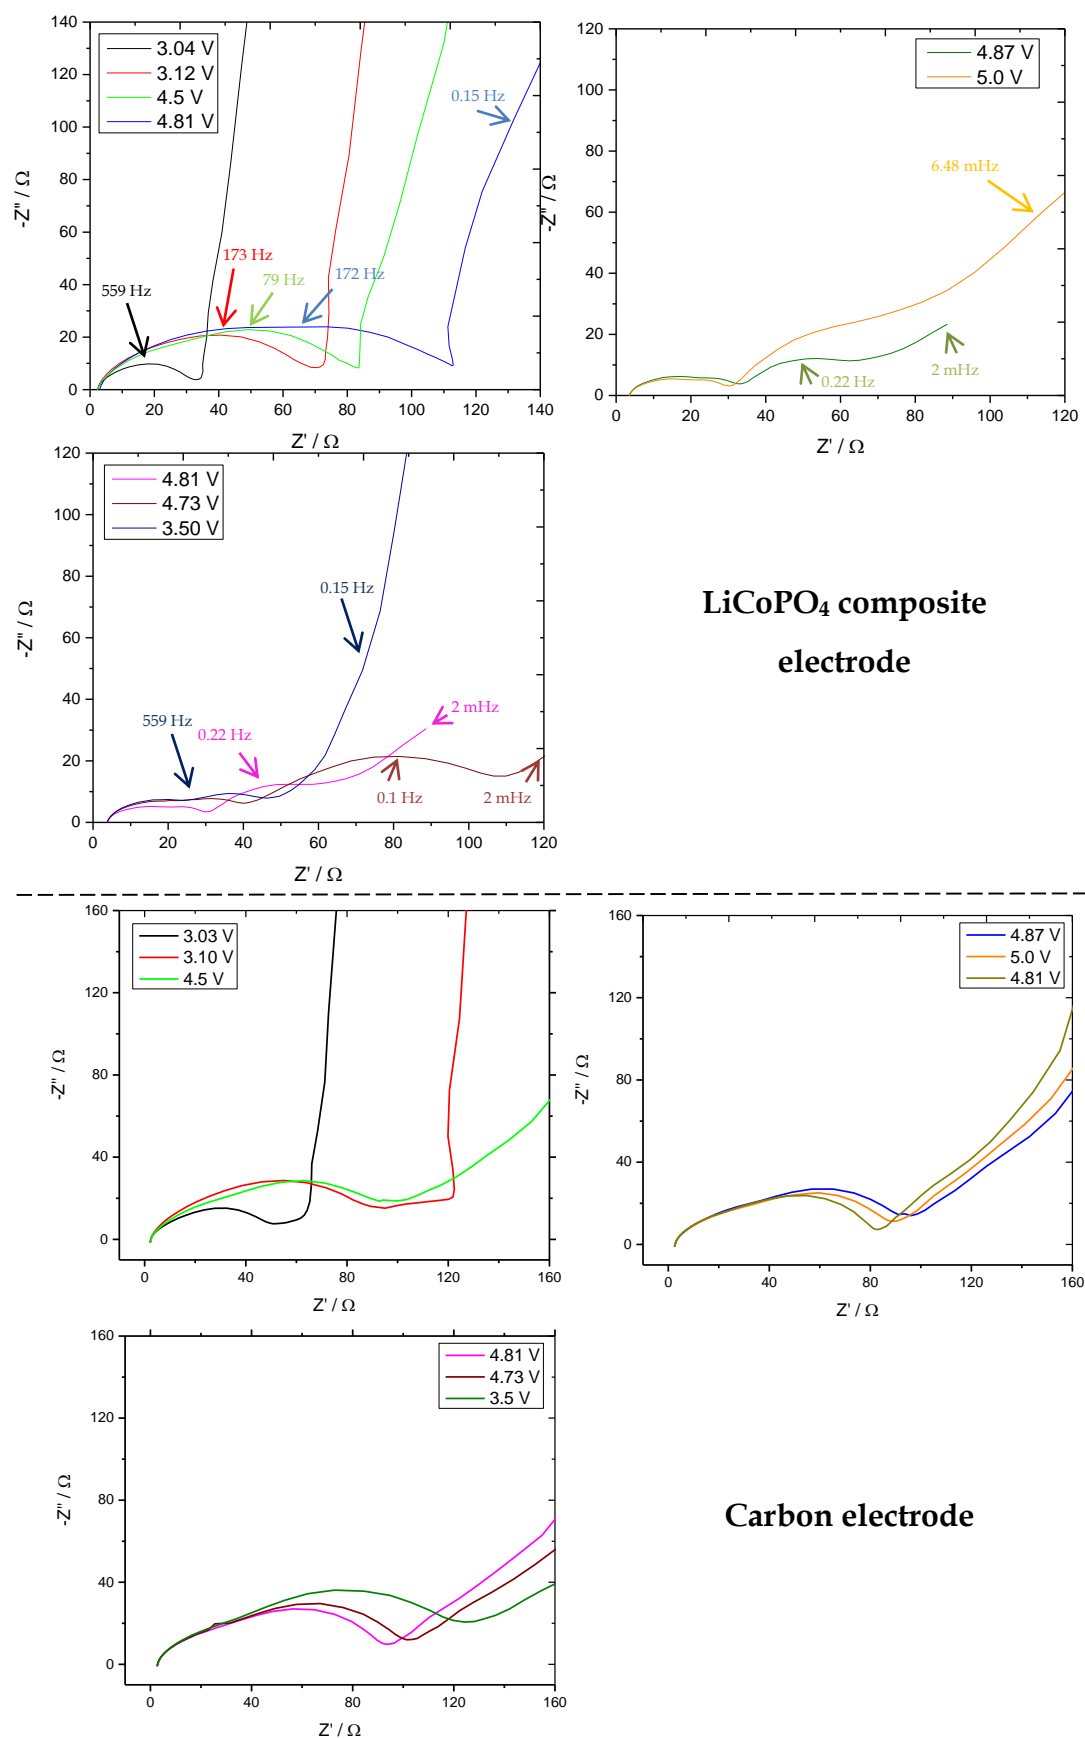 140
120
100
80
60
40
20
0
-Z" / Ω
3.04 V
3.12 V
4.5 V
4.81 V
559 Hz
173 Hz
79 Hz
172 Hz
0.15 Hz
0 20 40 60 80 100 120 140
Z' / Ω
120
100
80
60
40
20
0
-Z" / Ω
4.87 V
5.0 V
6.48 mHz
0.22 Hz
2 mHz
0 20 40 60 80 100 120
Z' / Ω
120
100
80
60
40
20
0
-Z" / Ω
4.81 V
4.73 V
3.50 V
0.15 Hz
559 Hz
0.22 Hz
2 mHz
0.1 Hz
2 mHz
0 20 40 60 80 100 120
Z' / Ω
LiCoPO₄ composite
electrode
160
120
80
40
0
-Z" / Ω
3.03 V
3.10 V
4.5 V
0 40 80 120 160
Z' / Ω
160
120
80
40
0
-Z" / Ω
4.87 V
5.0 V
4.81 V
0 40 80 120 160
Z' / Ω
160
120
80
40
0
-Z" / Ω
4.81 V
4.73 V
3.5 V
0 40 80 120 160
Z' / Ω
Carbon electrode